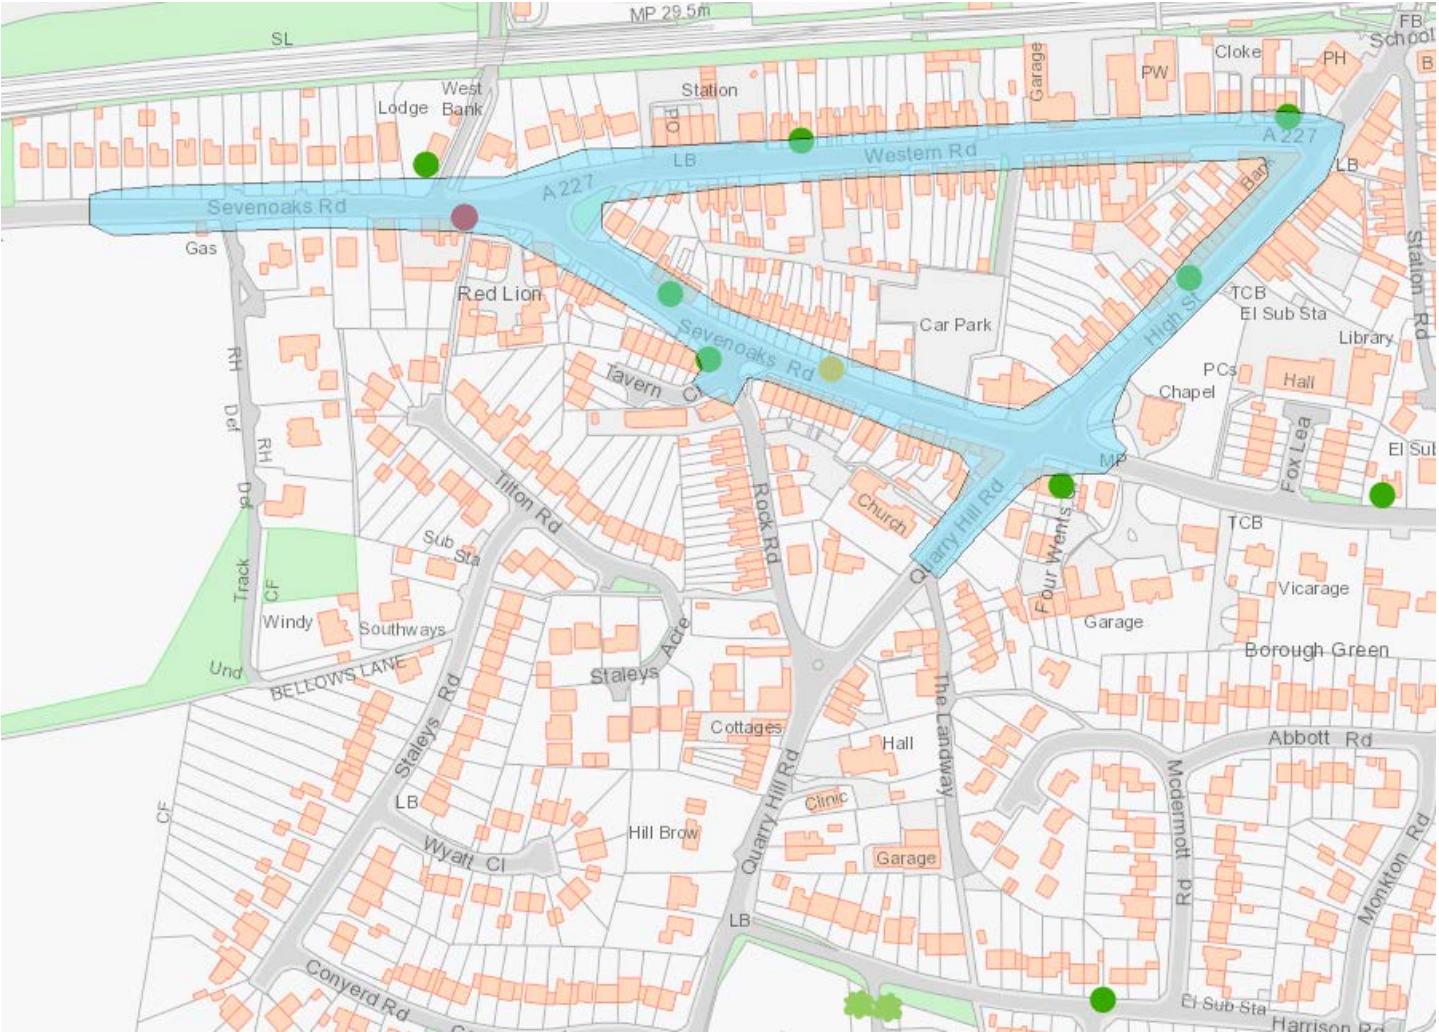 MP 29.5m
FB
School
SL
Garage
Cloke
PH
B
PW
West
Bank
Lodge
Station
PO
A 227
LB
Western Rd
A 227
Bank
LB
Sevenoaks Rd
Gas
Red Lion
Car Park
High St
TCB
El Sub Sta
Station Rd
Library
Sevenoaks Rd
RH
Tavern Cl
PCs
Hall
Chapel
Def
RH
Def
Fox Lea
El Sub
MP
Tilton Rd
Rock Rd
Church
Quarry Hill Rd
Four Wents
TCB
Sub Sta
Track
CF
Vicarage
Windy
Southways
Garage
Staleys Acre
Borough Green
Und
BELLOWS LANE
The Landway
Staleys Rd
Cottages
Hall
Abbott Rd
Mcdermott Rd
Quarry Hill Rd
CF
LB
Clinic
Hill Brow
Wyatt Cl
Garage
Monkton Rd
LB
Conyerd Rd
El Sub Sta
Harrison R